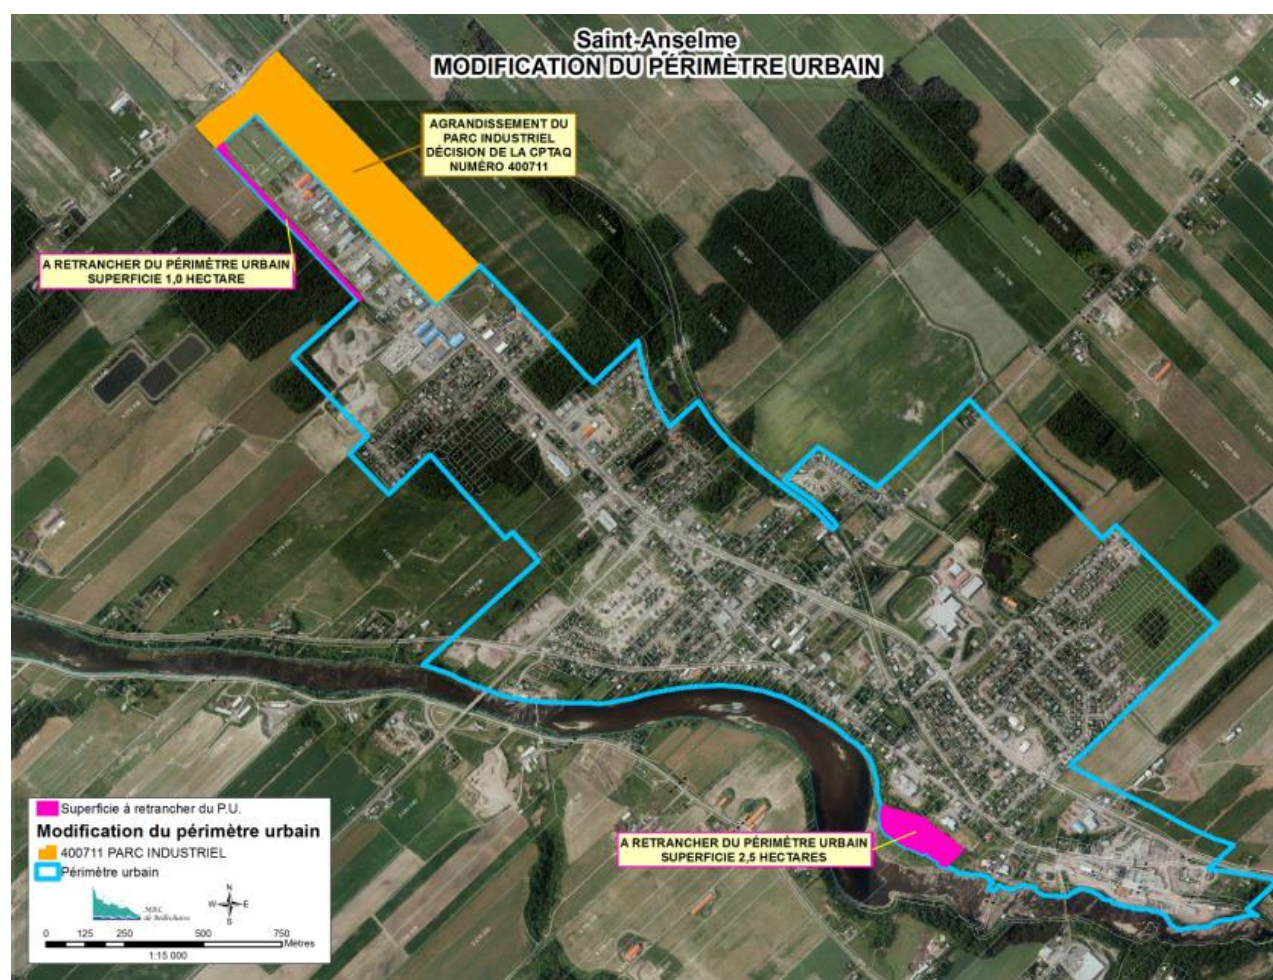 Saint-Anselme
MODIFICATION DU PÉRIMÈTRE URBAIN
AGRANDISSEMENT DU
PARC INDUSTRIEL
DÉCISION DE LA CPTAQ
NUMÉRO 400711
A RETRANCHER DU PÉRIMÈTRE URBAIN
SUPERFICIE 1,0 HECTARE
A RETRANCHER DU PÉRIMÈTRE URBAIN
SUPERFICIE 2,5 HECTARES
Superficie à retrancher du P.U.
Modification du périmètre urbain
400711 PARC INDUSTRIEL
Périmètre urbain
MRC
de Bellechasse
N
W E
S
0 125 250 500 750
Mètres
1:15 000